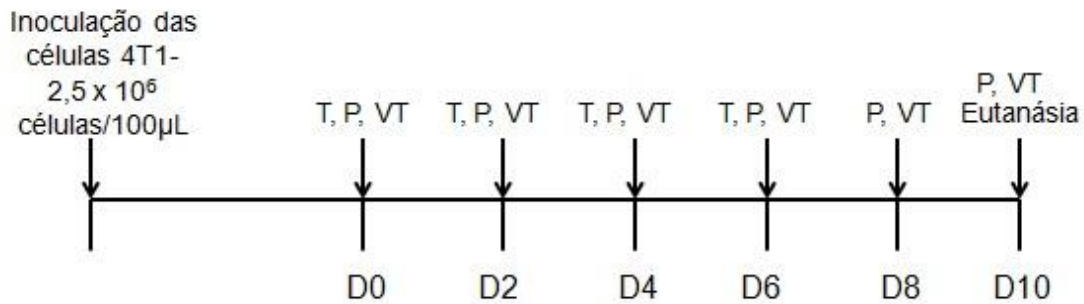 Inoculação das
células 4T1-
2,5 x 10⁶
células/100µL
T, P, VT
T, P, VT
T, P, VT
T, P, VT
P, VT
P, VT
Eutanásia
D0
D2
D4
D6
D8
D10